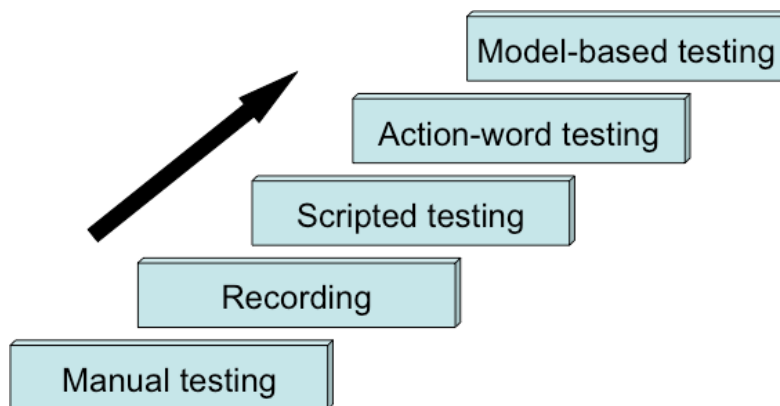 Model-based testing
Action-word testing
Scripted testing
Recording
Manual testing